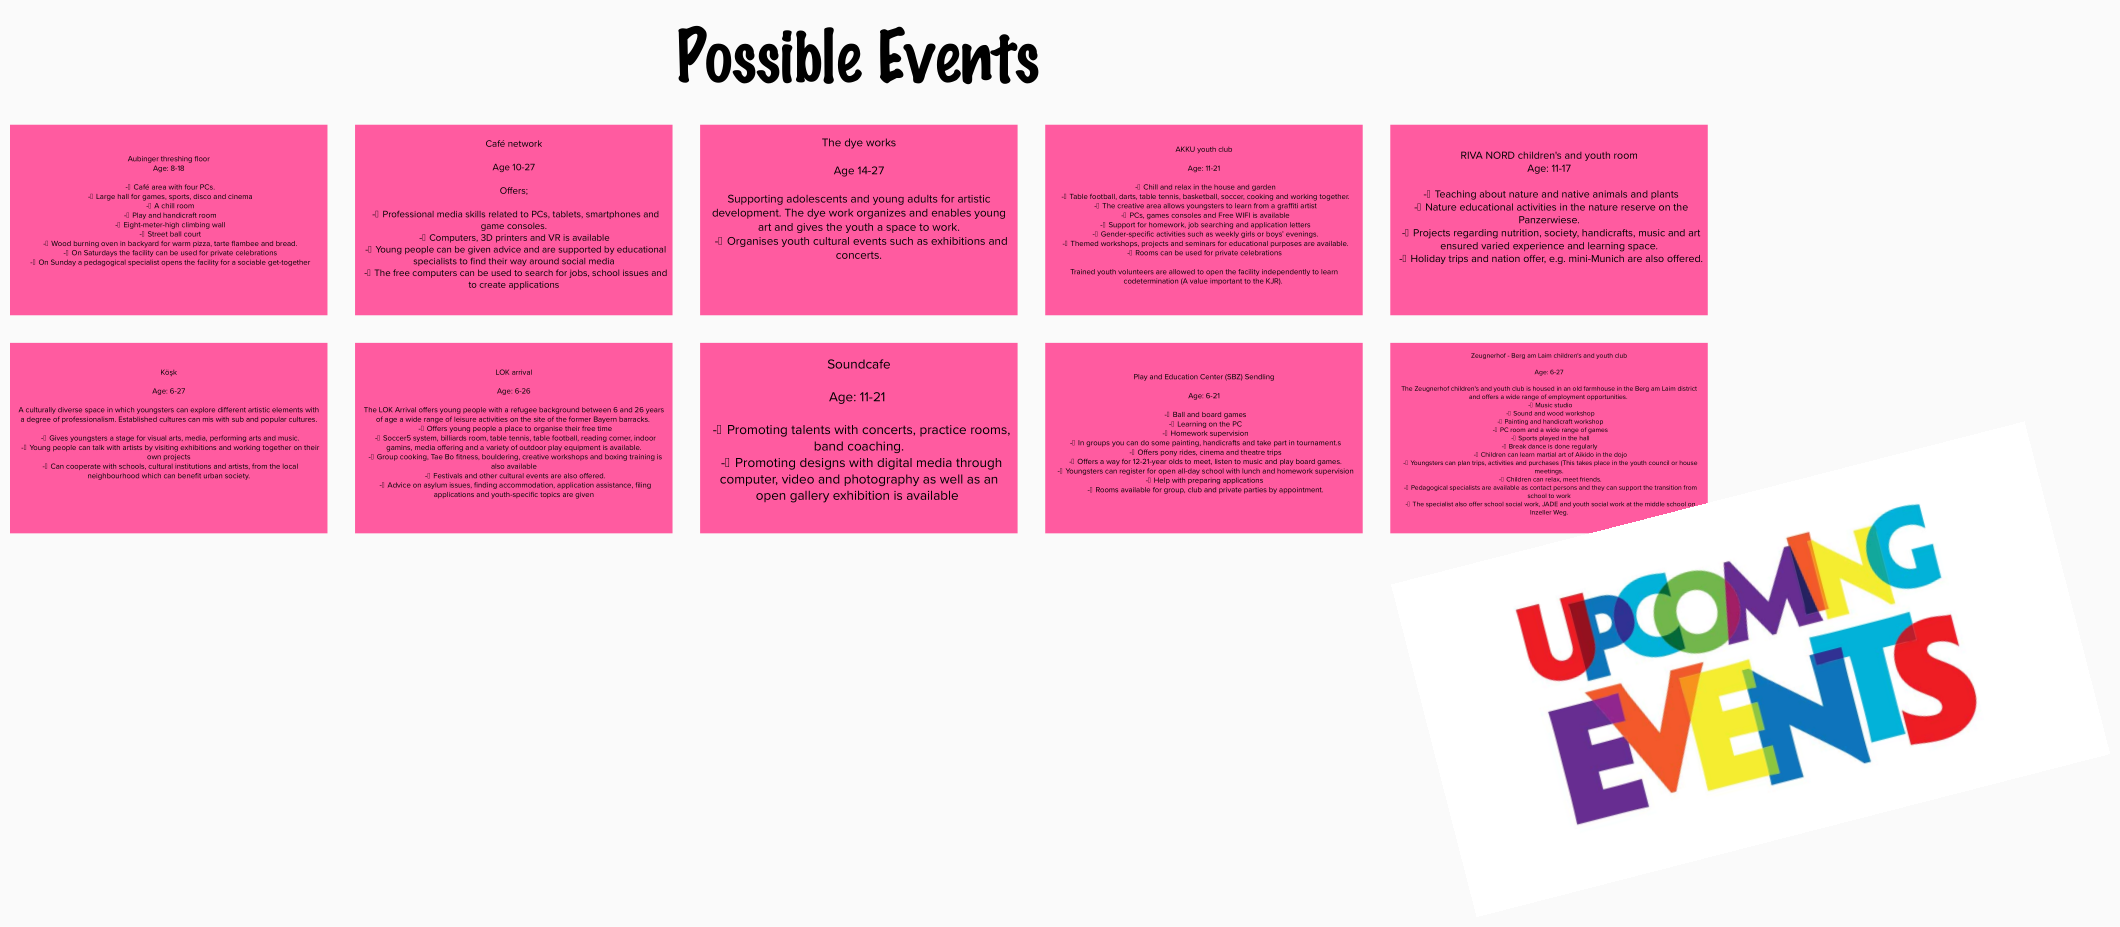 Possible Events
Aubinger threshing floor
Age: 8-18
- Café area with four PCs.
- Large hall for games, sports, disco and cinema
- A chill room
- Play and handicraft room
- Eight-meter-high climbing wall
- Street ball court
- Wood burning oven in backyard for warm pizza, tarte flambee and bread.
- On Saturdays the facility can be used for private celebrations
- On Sunday a pedagogical specialist opens the facility for a sociable get-together
Café network
Age 10-27
Offers;
- Professional media skills related to PCs, tablets, smartphones and
game consoles.
- Computers, 3D printers and VR is available
- Young people can be given advice and are supported by educational
specialists to find their way around social media
- The free computers can be used to search for jobs, school issues and
to create applications
The dye works
Age 14-27
Supporting adolescents and young adults for artistic
development. The dye work organizes and enables young
art and gives the youth a space to work.
- Organises youth cultural events such as exhibitions and
concerts.
AKKU youth club
Age: 11-21
- Chill and relax in the house and garden
- Table football, darts, table tennis, basketball, soccer, cooking and working together.
- The creative area allows youngsters to learn from a graffiti artist
- PCs, games consoles and Free WIFI is available
- Support for homework, job searching and application letters
- Gender-specific activities such as weekly girls or boys' evenings.
- Themed workshops, projects and seminars for educational purposes are available.
- Rooms can be used for private celebrations
Trained youth volunteers are allowed to open the facility independently to learn
codetermination (A value important to the KJR).
RIVA NORD children's and youth room
Age: 11-17
- Teaching about nature and native animals and plants
- Nature educational activities in the nature reserve on the
Panzerwiese.
- Projects regarding nutrition, society, handicrafts, music and art
ensured varied experience and learning space.
- Holiday trips and nation offer, e.g. mini-Munich are also offered.
Köşk
Age: 6-27
A culturally diverse space in which youngsters can explore different artistic elements with
a degree of professionalism. Established cultures can mis with sub and popular cultures.
- Gives youngsters a stage for visual arts, media, performing arts and music.
- Young people can talk with artists by visiting exhibitions and working together on their
own projects
- Can cooperate with schools, cultural institutions and artists, from the local
neighbourhood which can benefit urban society.
LOK arrival
Age: 6-26
The LOK Arrival offers young people with a refugee background between 6 and 26 years
of age a wide range of leisure activities on the site of the former Bayern barracks.
- Offers young people a place to organise their free time
- Soccer5 system, billiards room, table tennis, table football, reading corner, indoor
gamins, media offering and a variety of outdoor play equipment is available.
- Group cooking, Tae Bo fitness, bouldering, creative workshops and boxing training is
also available
- Festivals and other cultural events are also offered.
- Advice on asylum issues, finding accommodation, application assistance, filing
applications and youth-specific topics are given
Soundcafe
Age: 11-21
- Promoting talents with concerts, practice rooms,
band coaching.
- Promoting designs with digital media through
computer, video and photography as well as an
open gallery exhibition is available
Play and Education Center (SBZ) Sendling
Age: 6-21
- Ball and board games
- Learning on the PC
- Homework supervision
- In groups you can do some painting, handicrafts and take part in tournament.s
- Offers pony rides, cinema and theatre trips
- Offers a way for 12-21-year olds to meet, listen to music and play board games.
- Youngsters can register for open all-day school with lunch and homework supervision
- Help with preparing applications
- Rooms available for group, club and private parties by appointment.
Zeugnerhof - Berg am Laim children's and youth club
Age: 6-27
The Zeugnerhof children's and youth club is housed in an old farmhouse in the Berg am Laim district
and offers a wide range of employment opportunities.
- Music studio
- Sound and wood workshop
- Painting and handicraft workshop
- PC room and a wide range of games
- Sports played in the hall
- Break dance is done regularly.
- Children can learn martial art of Aikido in the dojo
- Youngsters can plan trips, activities and purchases (This takes place in the youth council or house
meetings.
- Children can relax, meet friends.
- Pedagogical specialists are available as contact persons and they can support the transition from
school to work
- The specialist also offer school social work, JADE and youth social work at the middle school on
Inzeller Weg.
UPCOMING
EVENTS